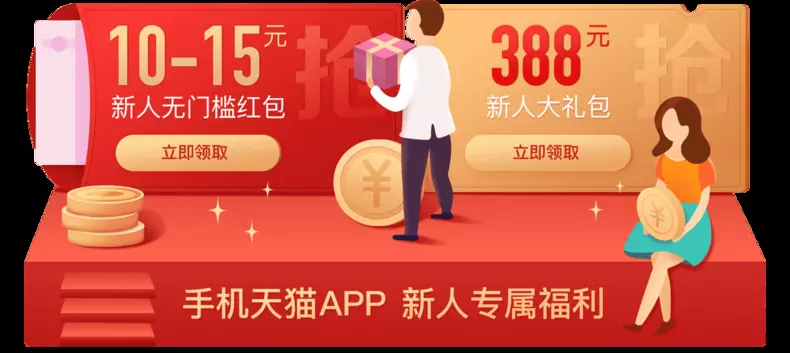 10-15元
新人无门槛红包
立即领取
抢
388元
新人大礼包
立即领取
抢
¥
¥
手机天猫APP 新人专属福利